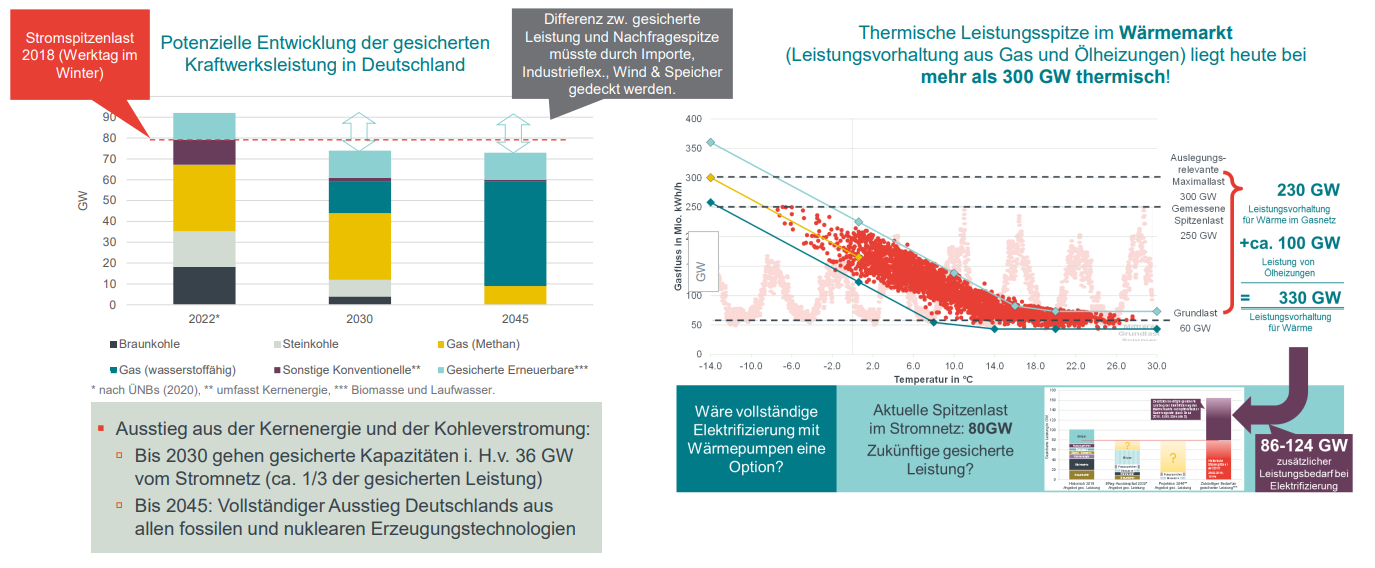 Stromspitzenlast
2018 (Werktag im
Winter)
Potenzielle Entwicklung der gesicherten
Kraftwerksleistung in Deutschland
Differenz zw. gesicherte
Leistung und Nachfragespitze
müsste durch Importe,
Industrieflex., Wind & Speicher
gedeckt werden.
GW
90
80
70
60
50
40
30
20
10
0
2022*
2030
2045
Braunkohle
Steinkohle
Gas (Methan)
Gas (wasserstoffähig)
Sonstige Konventionelle**
Gesicherte Erneuerbare***
* nach ÜNBs (2020), ** umfasst Kernenergie, *** Biomasse und Laufwasser.
Ausstieg aus der Kernenergie und der Kohleverstromung:
Bis 2030 gehen gesicherte Kapazitäten i. H.v. 36 GW
vom Stromnetz (ca. 1/3 der gesicherten Leistung)
Bis 2045: Vollständiger Ausstieg Deutschlands aus
allen fossilen und nuklearen Erzeugungstechnologien
Thermische Leistungsspitze im Wärmemarkt
(Leistungsvorhaltung aus Gas und Ölheizungen) liegt heute bei
mehr als 300 GW thermisch!
Gasfluss in Mio. kWh/h
GW
400
350
300
250
100
50
0
-14.0
-10.0
-6.0
-2.0
2.0
6.0
10.0
14.0
18.0
22.0
26.0
30.0
Temperatur in °C
Auslegungs-
relevante
Maximallast
300 GW
Gemessene
Spitzenlast
250 GW
Grundlast
60 GW
230 GW
Leistungsvorhaltung
für Wärme im Gasnetz
+ca. 100 GW
Leistung von
Ölheizungen
= 330 GW
Leistungsvorhaltung
für Wärme
Wäre vollständige
Elektrifizierung mit
Wärmepumpen eine
Option?
Aktuelle Spitzenlast
im Stromnetz: 80GW
Zukünftige gesicherte
Leistung?
?
?
86-124 GW
zusätzlicher
Leistungsbedarf bei
Elektrifizierung